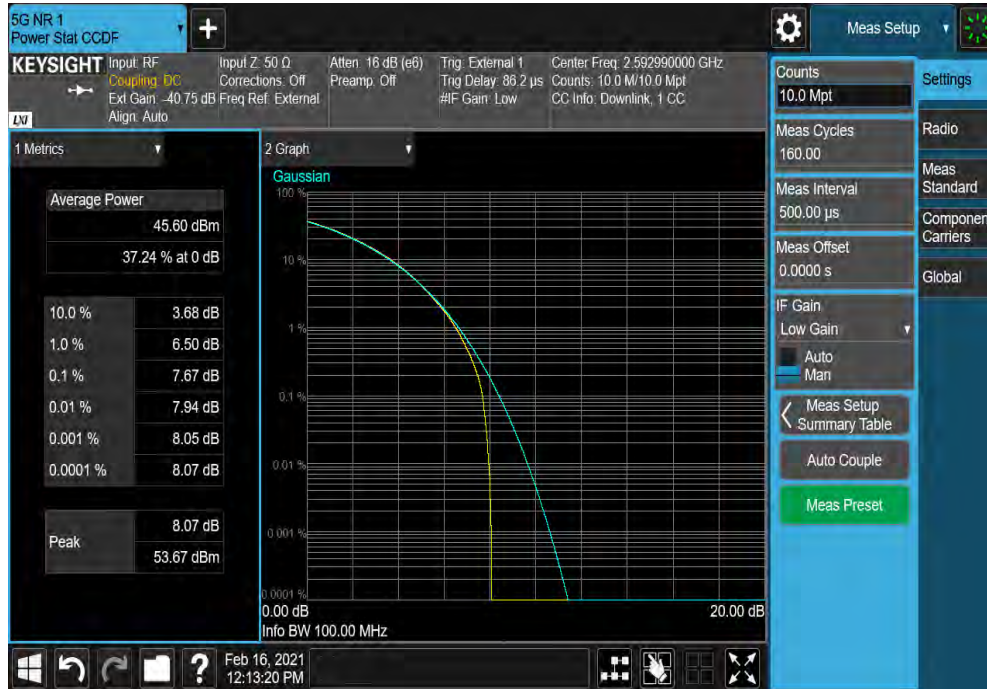 5G NR 1
Power Stat CCDF
+
Meas Setup
KEYSIGHT
LXI
Input: RF
Coupling: DC
Ext Gain: -40.75 dB
Align: Auto
Input Z: 50 Ω
Corrections: Off
Freq Ref: External
Atten: 16 dB (e6)
Preamp: Off
Trig: External 1
Trig Delay: 86.2 µs
#IF Gain: Low
Center Freq: 2.592990000 GHz
Counts: 10.0 M/10.0 Mpt
CC Info: Downlink, 1 CC
1 Metrics
Average Power
45.60 dBm
37.24 % at 0 dB
10.0 % 3.68 dB
1.0 % 6.50 dB
0.1 % 7.67 dB
0.01 % 7.94 dB
0.001 % 8.05 dB
0.0001 % 8.07 dB
Peak
8.07 dB
53.67 dBm
2 Graph
Gaussian
100 %
10 %
1 %
0.1 %
0.01 %
0.001 %
0.0001 %
0.00 dB
20.00 dB
Info BW 100.00 MHz
Counts
10.0 Mpt
Meas Cycles
160.00
Meas Interval
500.00 µs
Meas Offset
0.0000 s
IF Gain
Low Gain
Auto
Man
Meas Setup
Summary Table
Auto Couple
Meas Preset
Settings
Radio
Meas
Standard
Componen
Carriers
Global
?
Feb 16, 2021
12:13:20 PM